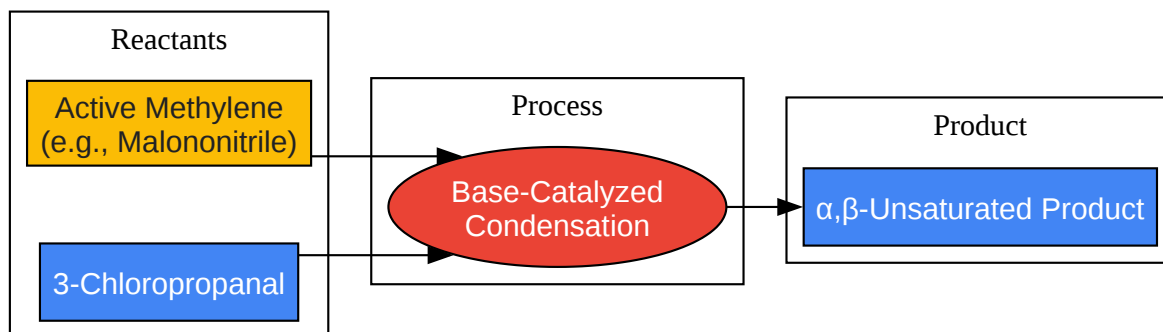 Reactants
Active Methylene
(e.g., Malononitrile)
3-Chloropropanal
Process
Base-Catalyzed
Condensation
Product
α,β-Unsaturated Product